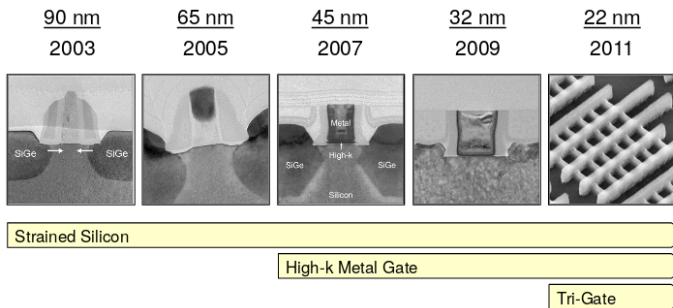 90 nm 65 nm 45 nm 32 nm 22 nm
2003 2005 2007 2009 2011
SiGe SiGe
Metal
High-k
SiGe SiGe
Silicon
Strained Silicon
High-k Metal Gate
Tri-Gate